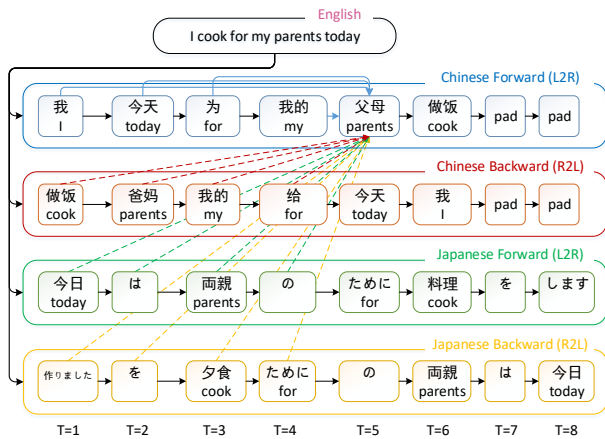 English
I cook for my parents today
Chinese Forward (L2R)
我 今天 为 我的 父母 做饭 pad pad
I today for my parents cook
Chinese Backward (R2L)
做饭 爸妈 我的 给 今天 我 pad pad
cook parents my for today I
Japanese Forward (L2R)
今日 は 両親 の ために 料理 を します
today parents for cook
Japanese Backward (R2L)
作りました を 夕食 ために の 両親 は 今日
cook for parents today
T=1 T=2 T=3 T=4 T=5 T=6 T=7 T=8